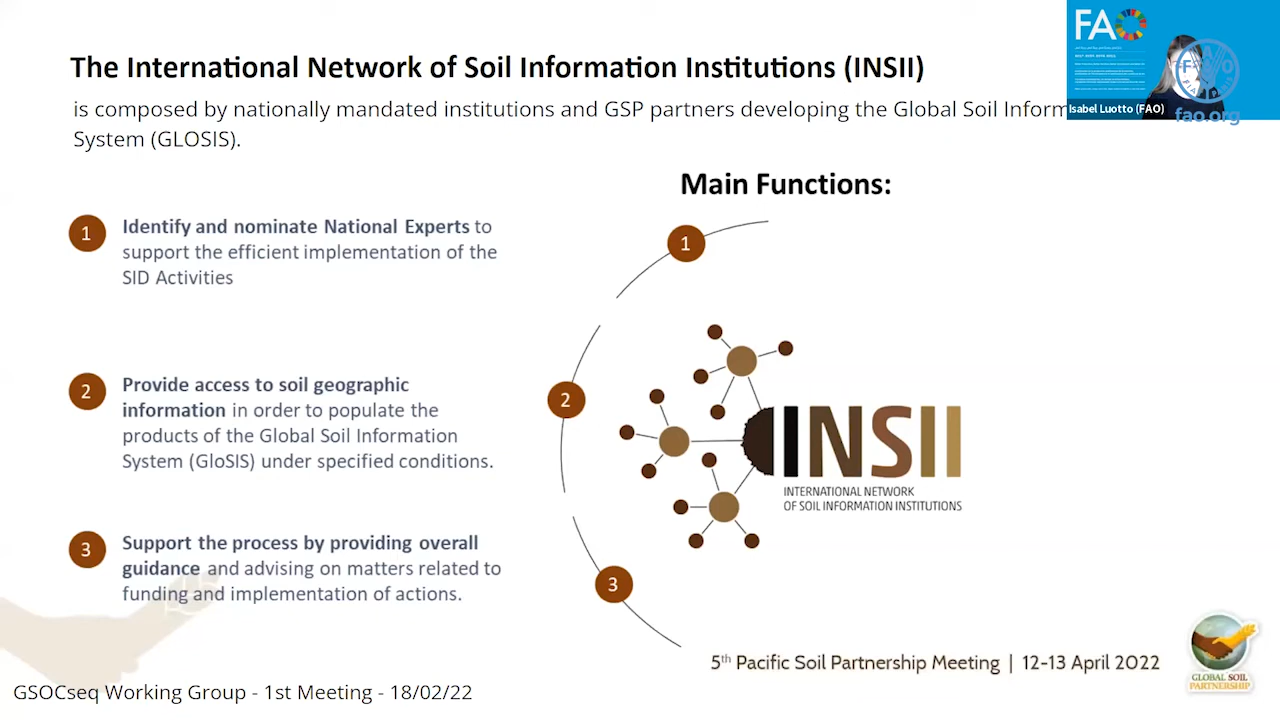 The International Network of Soil Information Institutions (INSII)
is composed by nationally mandated institutions and GSP partners developing the Global Soil Inform
System (GLOSIS).
FAO
Isabel Luotto (FAO)
fao.org
Main Functions:
1
Identify and nominate National Experts to
support the efficient implementation of the
SID Activities
2
Provide access to soil geographic
information in order to populate the
products of the Global Soil Information
System (GloSIS) under specified conditions.
3
Support the process by providing overall
guidance and advising on matters related to
funding and implementation of actions.
1
2
3
INSII
INTERNATIONAL NETWORK
OF SOIL INFORMATION INSTITUTIONS
5th Pacific Soil Partnership Meeting | 12-13 April 2022
GLOBAL SOIL
PARTNERSHIP
GSOCseq Working Group - 1st Meeting - 18/02/22